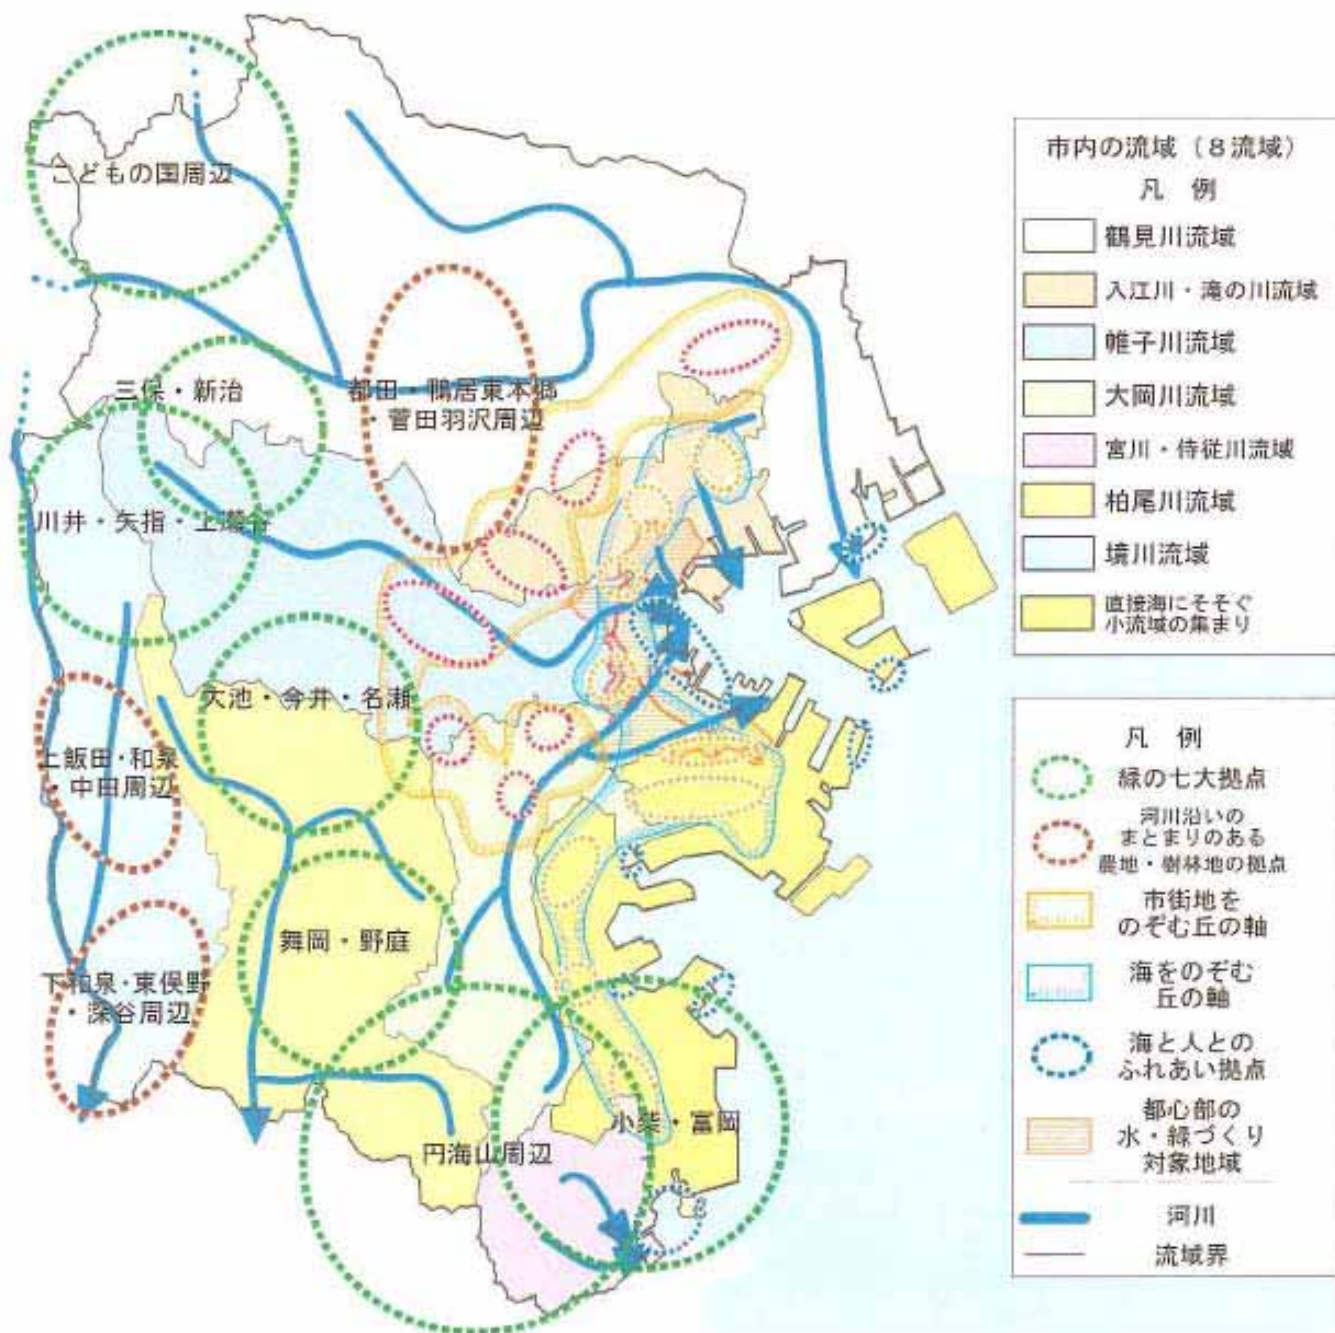 こどもの国周辺
三保・新治
都田・鴨居東本郷
・菅田羽沢周辺
川井・矢指・上瀬谷
大池・今井・名瀬
上飯田・和泉
・中田周辺
舞岡・野庭
下和泉・東俣野
・深谷周辺
小柴・富岡
円海山周辺
市内の流域（8流域）
凡 例
鶴見川流域
入江川・滝の川流域
帷子川流域
大岡川流域
宮川・侍従川流域
柏尾川流域
境川流域
直接海にそそぐ
小流域の集まり
凡 例
緑の七大拠点
河川沿いの
まとまりのある
農地・樹林地の拠点
市街地を
のぞむ丘の軸
海をのぞむ
丘の軸
海と人との
ふれあい拠点
都心部の
水・緑づくり
対象地域
河川
流域界